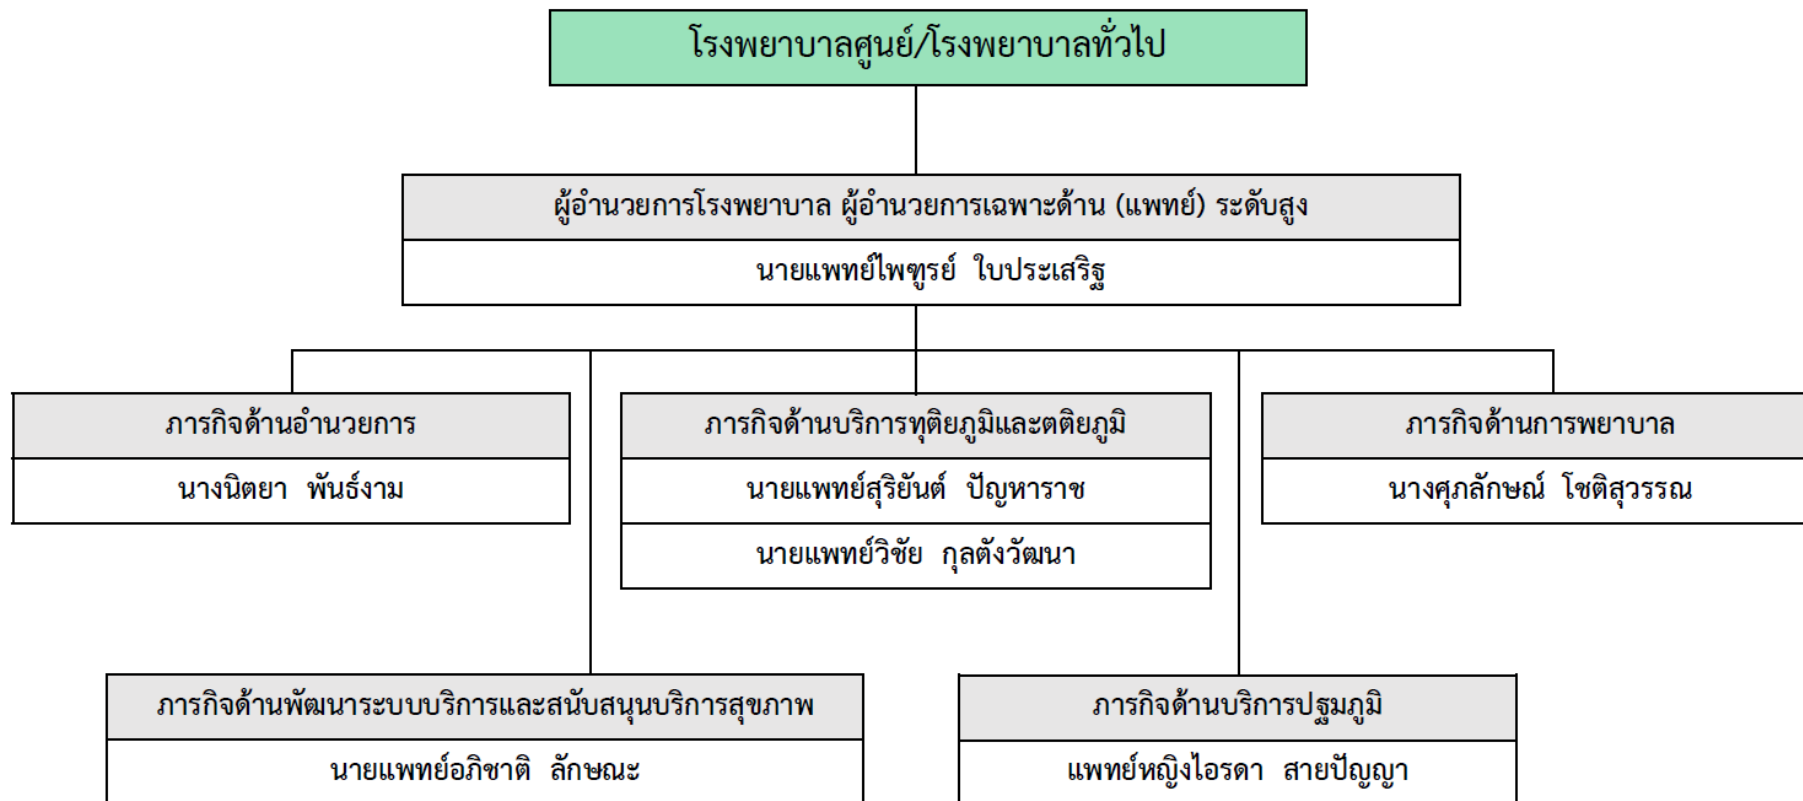 โรงพยาบาลศูนย์/โรงพยาบาลทั่วไป
ผู้อำนวยการโรงพยาบาล ผู้อำนวยการเฉพาะด้าน (แพทย์) ระดับสูง
นายแพทย์ไพฑูรย์ ใบประเสริฐ
ภารกิจด้านอำนวยการ
นางนิตยา พันธ์งาม
ภารกิจด้านบริการทุติยภูมิและตติยภูมิ
นายแพทย์สุริยันต์ ปัญหาราช
นายแพทย์วิชัย กุลตังวัฒนา
ภารกิจด้านการพยาบาล
นางศุภลักษณ์ โชติสุวรรณ
ภารกิจด้านพัฒนาระบบบริการและสนับสนุนบริการสุขภาพ
นายแพทย์อภิชาติ ลักษณะ
ภารกิจด้านบริการปฐมภูมิ
แพทย์หญิงไอรดา สายปัญญา